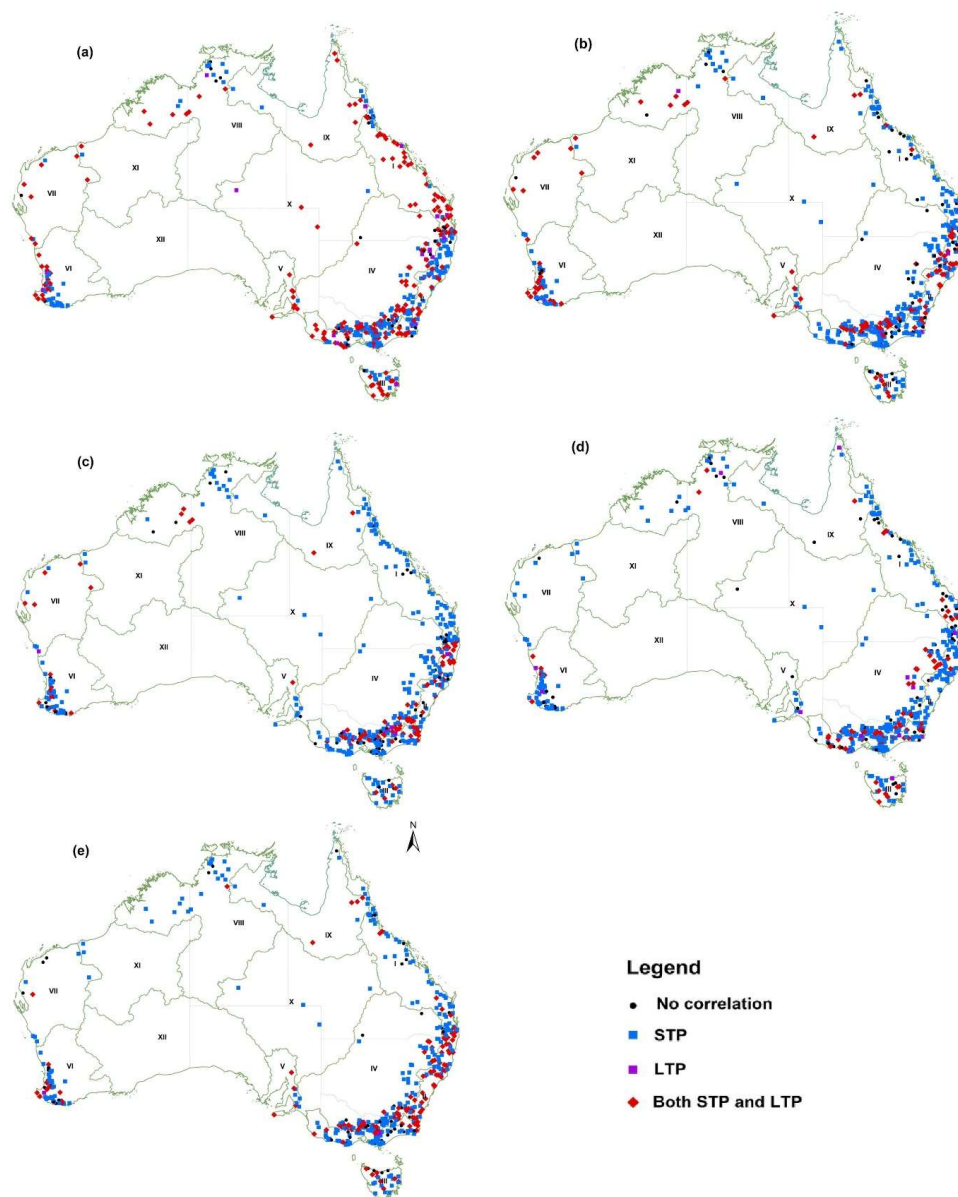 (a)
VIII
IX
I
XI
VII
X
XII
VI
V
IV
III
(b)
VIII
IX
I
XI
VII
X
XII
VI
V
IV
III
(c)
VIII
IX
I
XI
VII
X
XII
VI
V
IV
III
(d)
VIII
IX
I
XI
VII
X
XII
VI
V
IV
III
N
(e)
VIII
IX
I
XI
VII
X
XII
VI
V
IV
III
Legend
No correlation
STP
LTP
Both STP and LTP